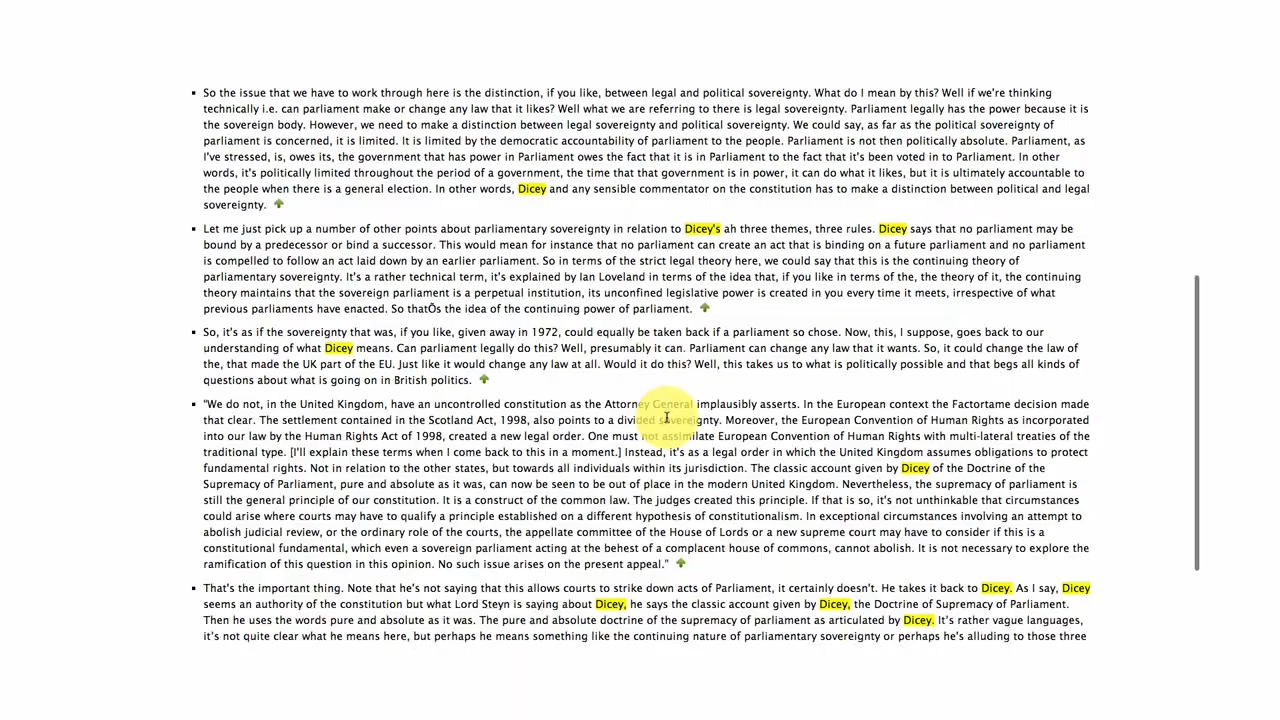 So the issue that we have to work through here is the distinction, if you like, between legal and political sovereignty. What do I mean by this? Well if we're thinking
technically i.e. can parliament make or change any law that it likes? Well what we are referring to there is legal sovereignty. Parliament legally has the power because it is
the sovereign body. However, we need to make a distinction between legal sovereignty and political sovereignty. We could say, as far as the political sovereignty of
parliament is concerned, it is limited. It is limited by the democratic accountability of parliament to the people. Parliament is not then politically absolute. Parliament, as
I've stressed, is, owes its, the government that has power in Parliament owes the fact that it is in Parliament to the fact that it's been voted in to Parliament. In other
words, it's politically limited throughout the period of a government, the time that that government is in power, it can do what it likes, but it is ultimately accountable to
the people when there is a general election. In other words, Dicey and any sensible commentator on the constitution has to make a distinction between political and legal
sovereignty.
Let me just pick up a number of other points about parliamentary sovereignty in relation to Dicey's ah three themes, three rules. Dicey says that no parliament may be
bound by a predecessor or bind a successor. This would mean for instance that no parliament can create an act that is binding on a future parliament and no parliament
is compelled to follow an act laid down by an earlier parliament. So in terms of the strict legal theory here, we could say that this is the continuing theory of
parliamentary sovereignty. It's a rather technical term, it's explained by Ian Loveland in terms of the idea that, if you like in terms of the, the theory of it, the continuing
theory maintains that the sovereign parliament is a perpetual institution, its unconfined legislative power is created in you every time it meets, irrespective of what
previous parliaments have enacted. So thatÕs the idea of the continuing power of parliament.
So, it's as if the sovereignty that was, if you like, given away in 1972, could equally be taken back if a parliament so chose. Now, this, I suppose, goes back to our
understanding of what Dicey means. Can parliament legally do this? Well, presumably it can. Parliament can change any law that it wants. So, it could change the law of
the, that made the UK part of the EU. Just like it would change any law at all. Would it do this? Well, this takes us to what is politically possible and that begs all kinds of
questions about what is going on in British politics.
"We do not, in the United Kingdom, have an uncontrolled constitution as the Attorney General implausibly asserts. In the European context the Factortame decision made
that clear. The settlement contained in the Scotland Act, 1998, also points to a divided sovereignty. Moreover, the European Convention of Human Rights as incorporated
into our law by the Human Rights Act of 1998, created a new legal order. One must not assimilate European Convention of Human Rights with multi-lateral treaties of the
traditional type. [I'll explain these terms when I come back to this in a moment.] Instead, it's as a legal order in which the United Kingdom assumes obligations to protect
fundamental rights. Not in relation to the other states, but towards all individuals within its jurisdiction. The classic account given by Dicey of the Doctrine of the
Supremacy of Parliament, pure and absolute as it was, can now be seen to be out of place in the modern United Kingdom. Nevertheless, the supremacy of parliament is
still the general principle of our constitution. It is a construct of the common law. The judges created this principle. If that is so, it's not unthinkable that circumstances
could arise where courts may have to qualify a principle established on a different hypothesis of constitutionalism. In exceptional circumstances involving an attempt to
abolish judicial review, or the ordinary role of the courts, the appellate committee of the House of Lords or a new supreme court may have to consider if this is a
constitutional fundamental, which even a sovereign parliament acting at the behest of a complacent house of commons, cannot abolish. It is not necessary to explore the
ramification of this question in this opinion. No such issue arises on the present appeal."
That's the important thing. Note that he's not saying that this allows courts to strike down acts of Parliament, it certainly doesn't. He takes it back to Dicey. As I say, Dicey
seems an authority of the constitution but what Lord Steyn is saying about Dicey, he says the classic account given by Dicey, the Doctrine of Supremacy of Parliament.
Then he uses the words pure and absolute as it was. The pure and absolute doctrine of the supremacy of parliament as articulated by Dicey. It's rather vague languages,
it's not quite clear what he means here, but perhaps he means something like the continuing nature of parliamentary sovereignty or perhaps he's alluding to those three